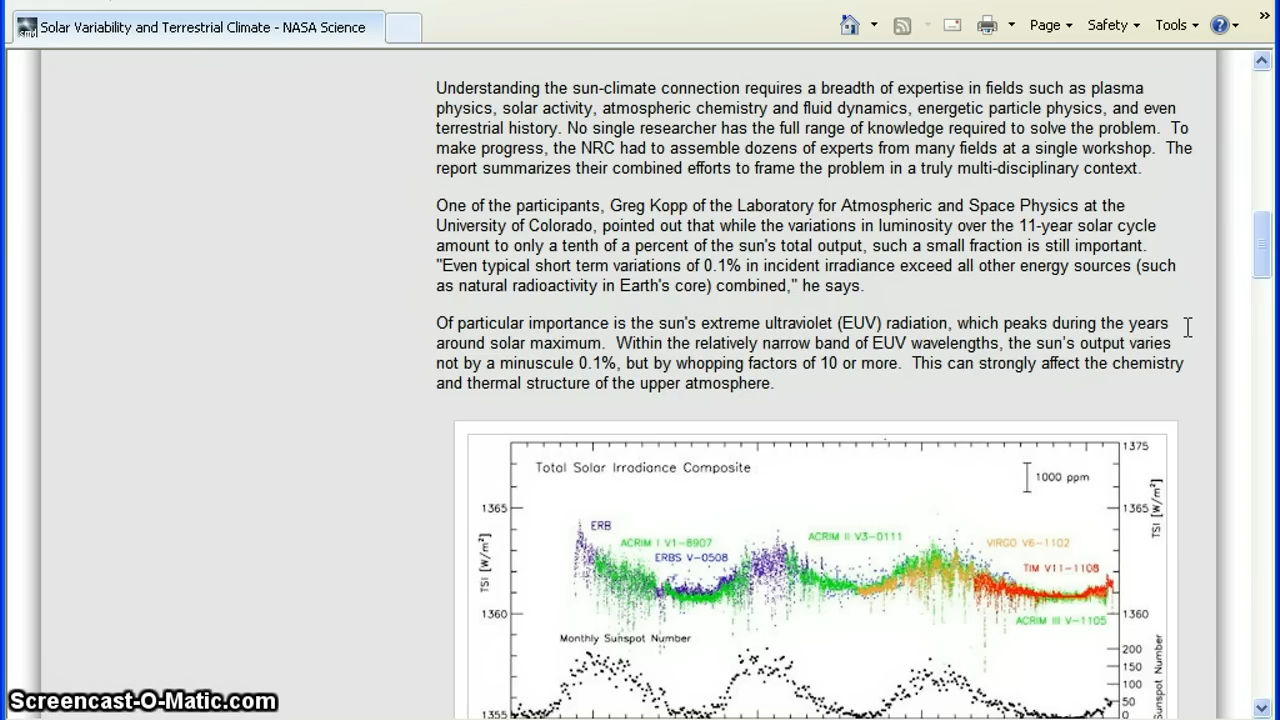 Solar Variability and Terrestrial Climate - NASA Science
Page
Safety
Tools
Understanding the sun-climate connection requires a breadth of expertise in fields such as plasma
physics, solar activity, atmospheric chemistry and fluid dynamics, energetic particle physics, and even
terrestrial history. No single researcher has the full range of knowledge required to solve the problem. To
make progress, the NRC had to assemble dozens of experts from many fields at a single workshop. The
report summarizes their combined efforts to frame the problem in a truly multi-disciplinary context.
One of the participants, Greg Kopp of the Laboratory for Atmospheric and Space Physics at the
University of Colorado, pointed out that while the variations in luminosity over the 11-year solar cycle
amount to only a tenth of a percent of the sun's total output, such a small fraction is still important.
"Even typical short term variations of 0.1% in incident irradiance exceed all other energy sources (such
as natural radioactivity in Earth's core) combined," he says.
Of particular importance is the sun's extreme ultraviolet (EUV) radiation, which peaks during the years
around solar maximum. Within the relatively narrow band of EUV wavelengths, the sun's output varies
not by a minuscule 0.1%, but by whopping factors of 10 or more. This can strongly affect the chemistry
and thermal structure of the upper atmosphere.
1375
Total Solar Irradiance Composite
1000 ppm
1365
1365
TSI [W/m²]
TSI [W/m²]
ERB
ACRIM I V1-8907
ERBS V-0508
ACRIM II V3-0111
VIRGO V6-1102
TIM V11-1108
1360
1360
ACRIM III V-1105
Monthly Sunspot Number
200
150
100
50
0
Sunspot Number
1355
Screencast-O-Matic.com